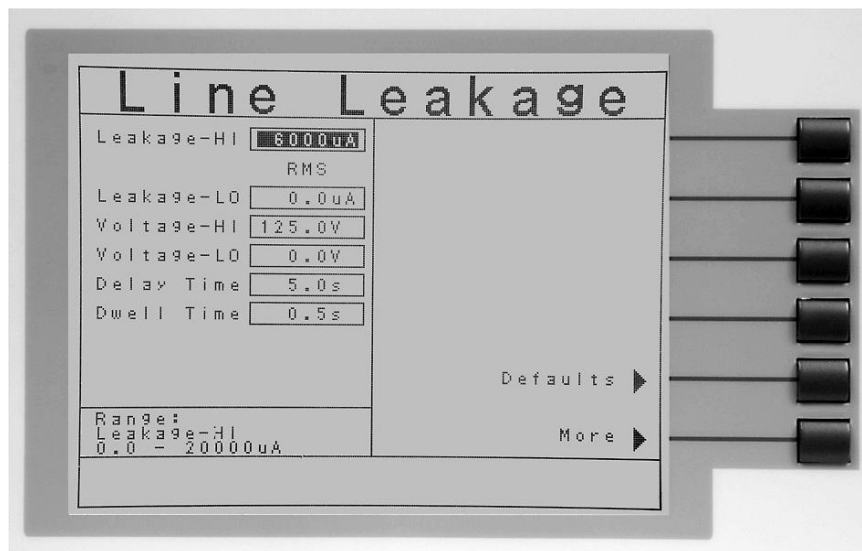 Line Leakage
Leakage-HI 6000uA
RMS
Leakage-LO 0.0uA
Voltage-HI 125.0V
Voltage-LO 0.0V
Delay Time 5.0s
Dwell Time 0.5s
Defaults
Range:
Leakage-HI
0.0 - 20000uA
More